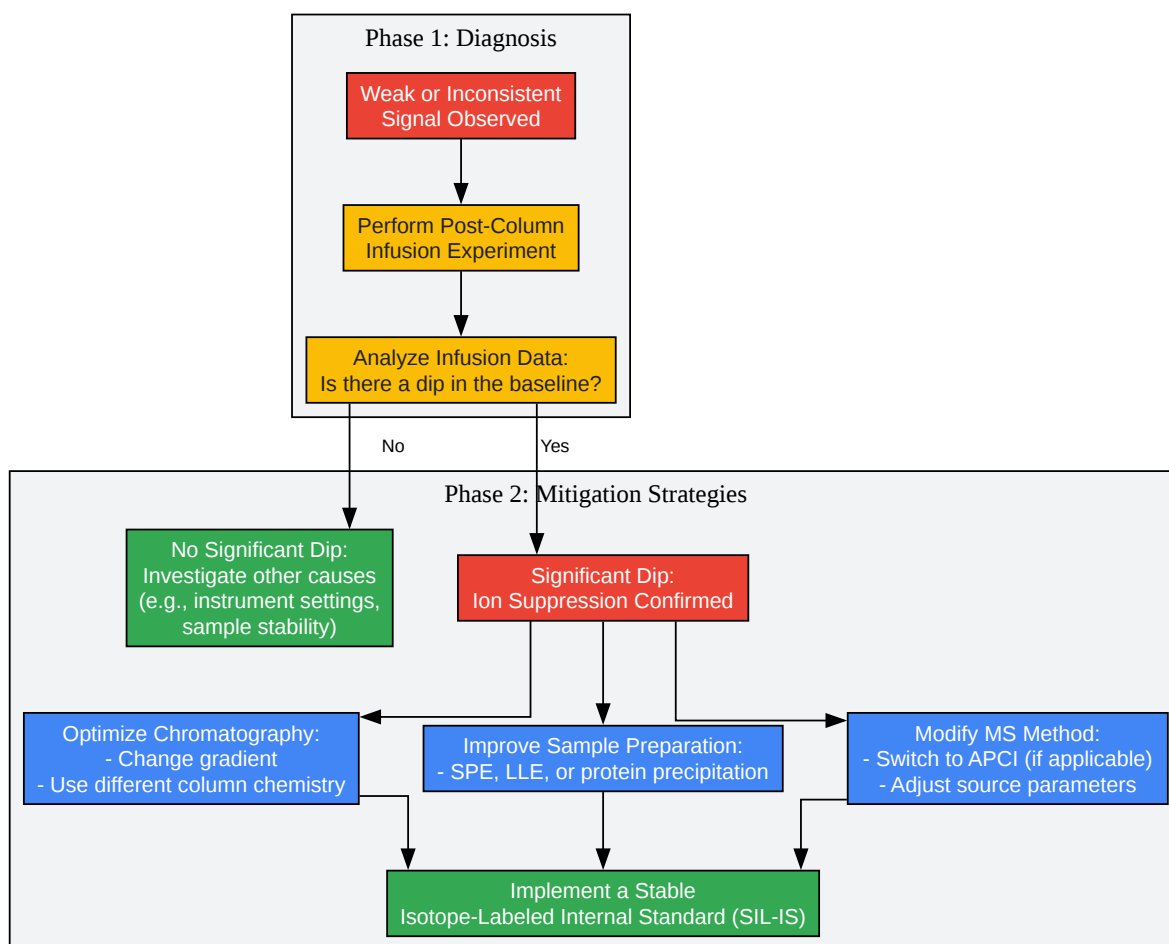 Phase 1: Diagnosis
Weak or Inconsistent
Signal Observed
Perform Post-Column
Infusion Experiment
Analyze Infusion Data:
Is there a dip in the baseline?
No
Yes
Phase 2: Mitigation Strategies
No Significant Dip:
Investigate other causes
(e.g., instrument settings,
sample stability)
Significant Dip:
Ion Suppression Confirmed
Optimize Chromatography:
- Change gradient
- Use different column chemistry
Improve Sample Preparation:
- SPE, LLE, or protein precipitation
Modify MS Method:
- Switch to APCI (if applicable)
- Adjust source parameters
Implement a Stable
Isotope-Labeled Internal Standard (SIL-IS)